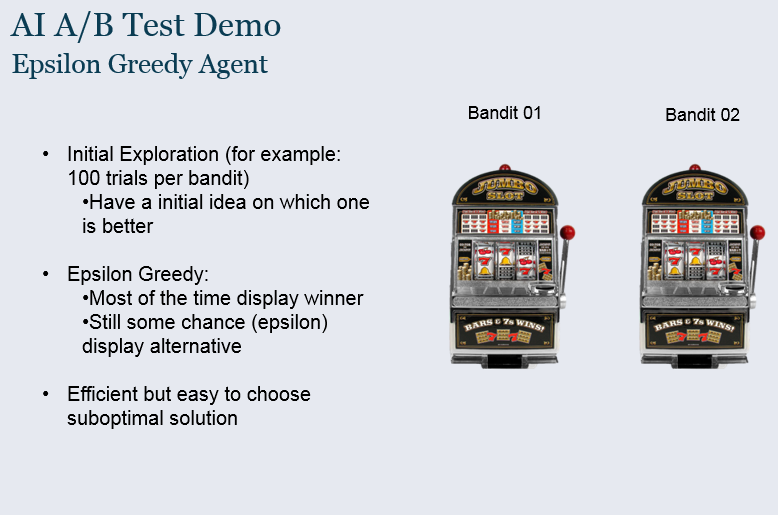 AI A/B Test Demo
Epsilon Greedy Agent
Bandit 01
Bandit 02
• Initial Exploration (for example:
100 trials per bandit)
•Have a initial idea on which one
is better
• Epsilon Greedy:
•Most of the time display winner
•Still some chance (epsilon)
display alternative
• Efficient but easy to choose
suboptimal solution
JUMBO
SLOT
BARS & 7s WINS!
JUMBO
SLOT
BARS & 7s WINS!